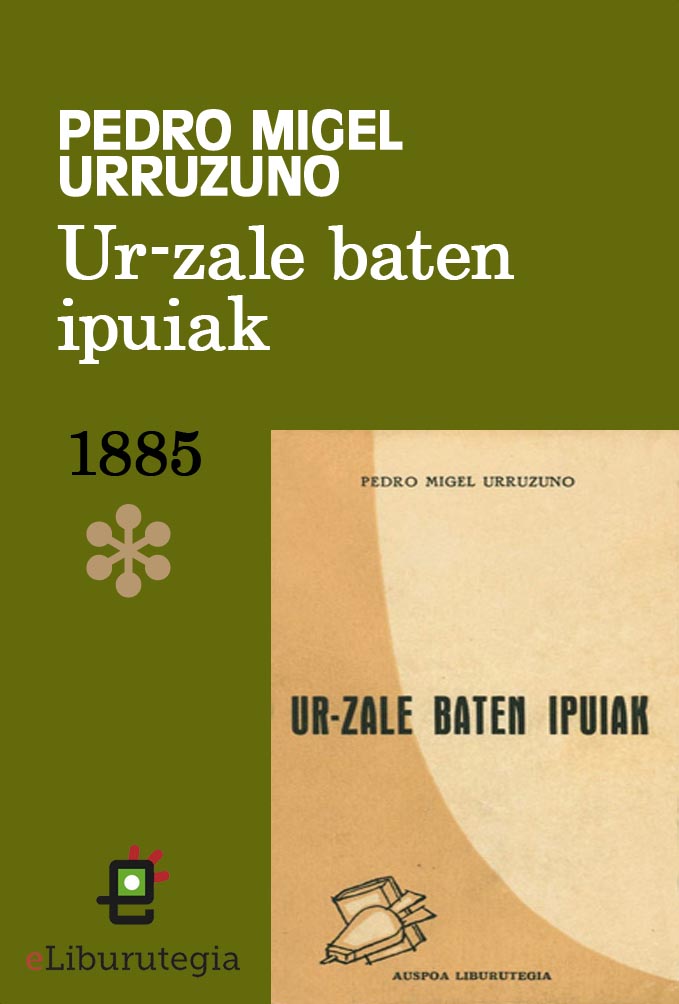 PEDRO MIGEL
URRUZUNO
Ur-zale baten
ipuiak
1885
PEDRO MIGEL URRUZUNO
UR-ZALE BATEN IPUIAK
AUSPOA LIBURUTEGIA
eLiburutegia